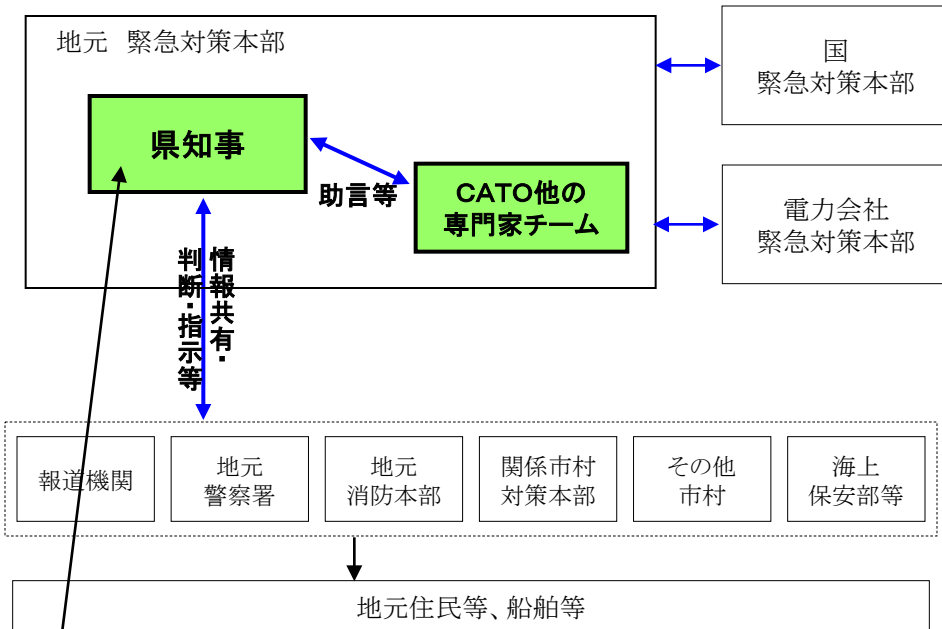 地元 緊急対策本部
国
緊急対策本部
県知事
助言等
CATO他の
専門家チーム
電力会社
緊急対策本部
情報共有・
判断・指示等
報道機関
地元
警察署
地元
消防本部
関係市村
対策本部
その他
市村
海上
保安部等
地元住民等、船舶等